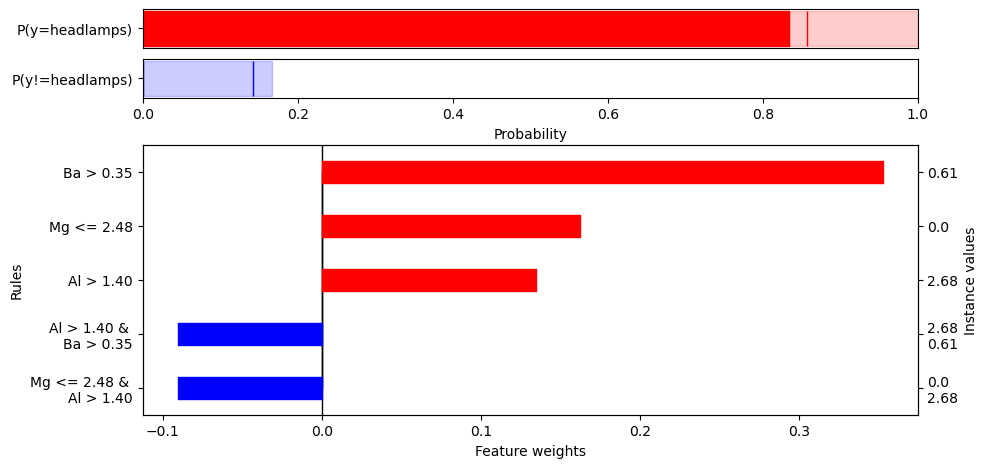 P(y=headlamps)
P(y!=headlamps)
0.0 0.2 0.4 0.6 0.8 1.0
Probability
Ba > 0.35 0.61
Mg <= 2.48 0.0
Al > 1.40 2.68
Al > 1.40 & 2.68
Ba > 0.35 0.61
Mg <= 2.48 & 0.0
Al > 1.40 2.68
Rules
Instance values
−0.1 0.0 0.1 0.2 0.3
Feature weights